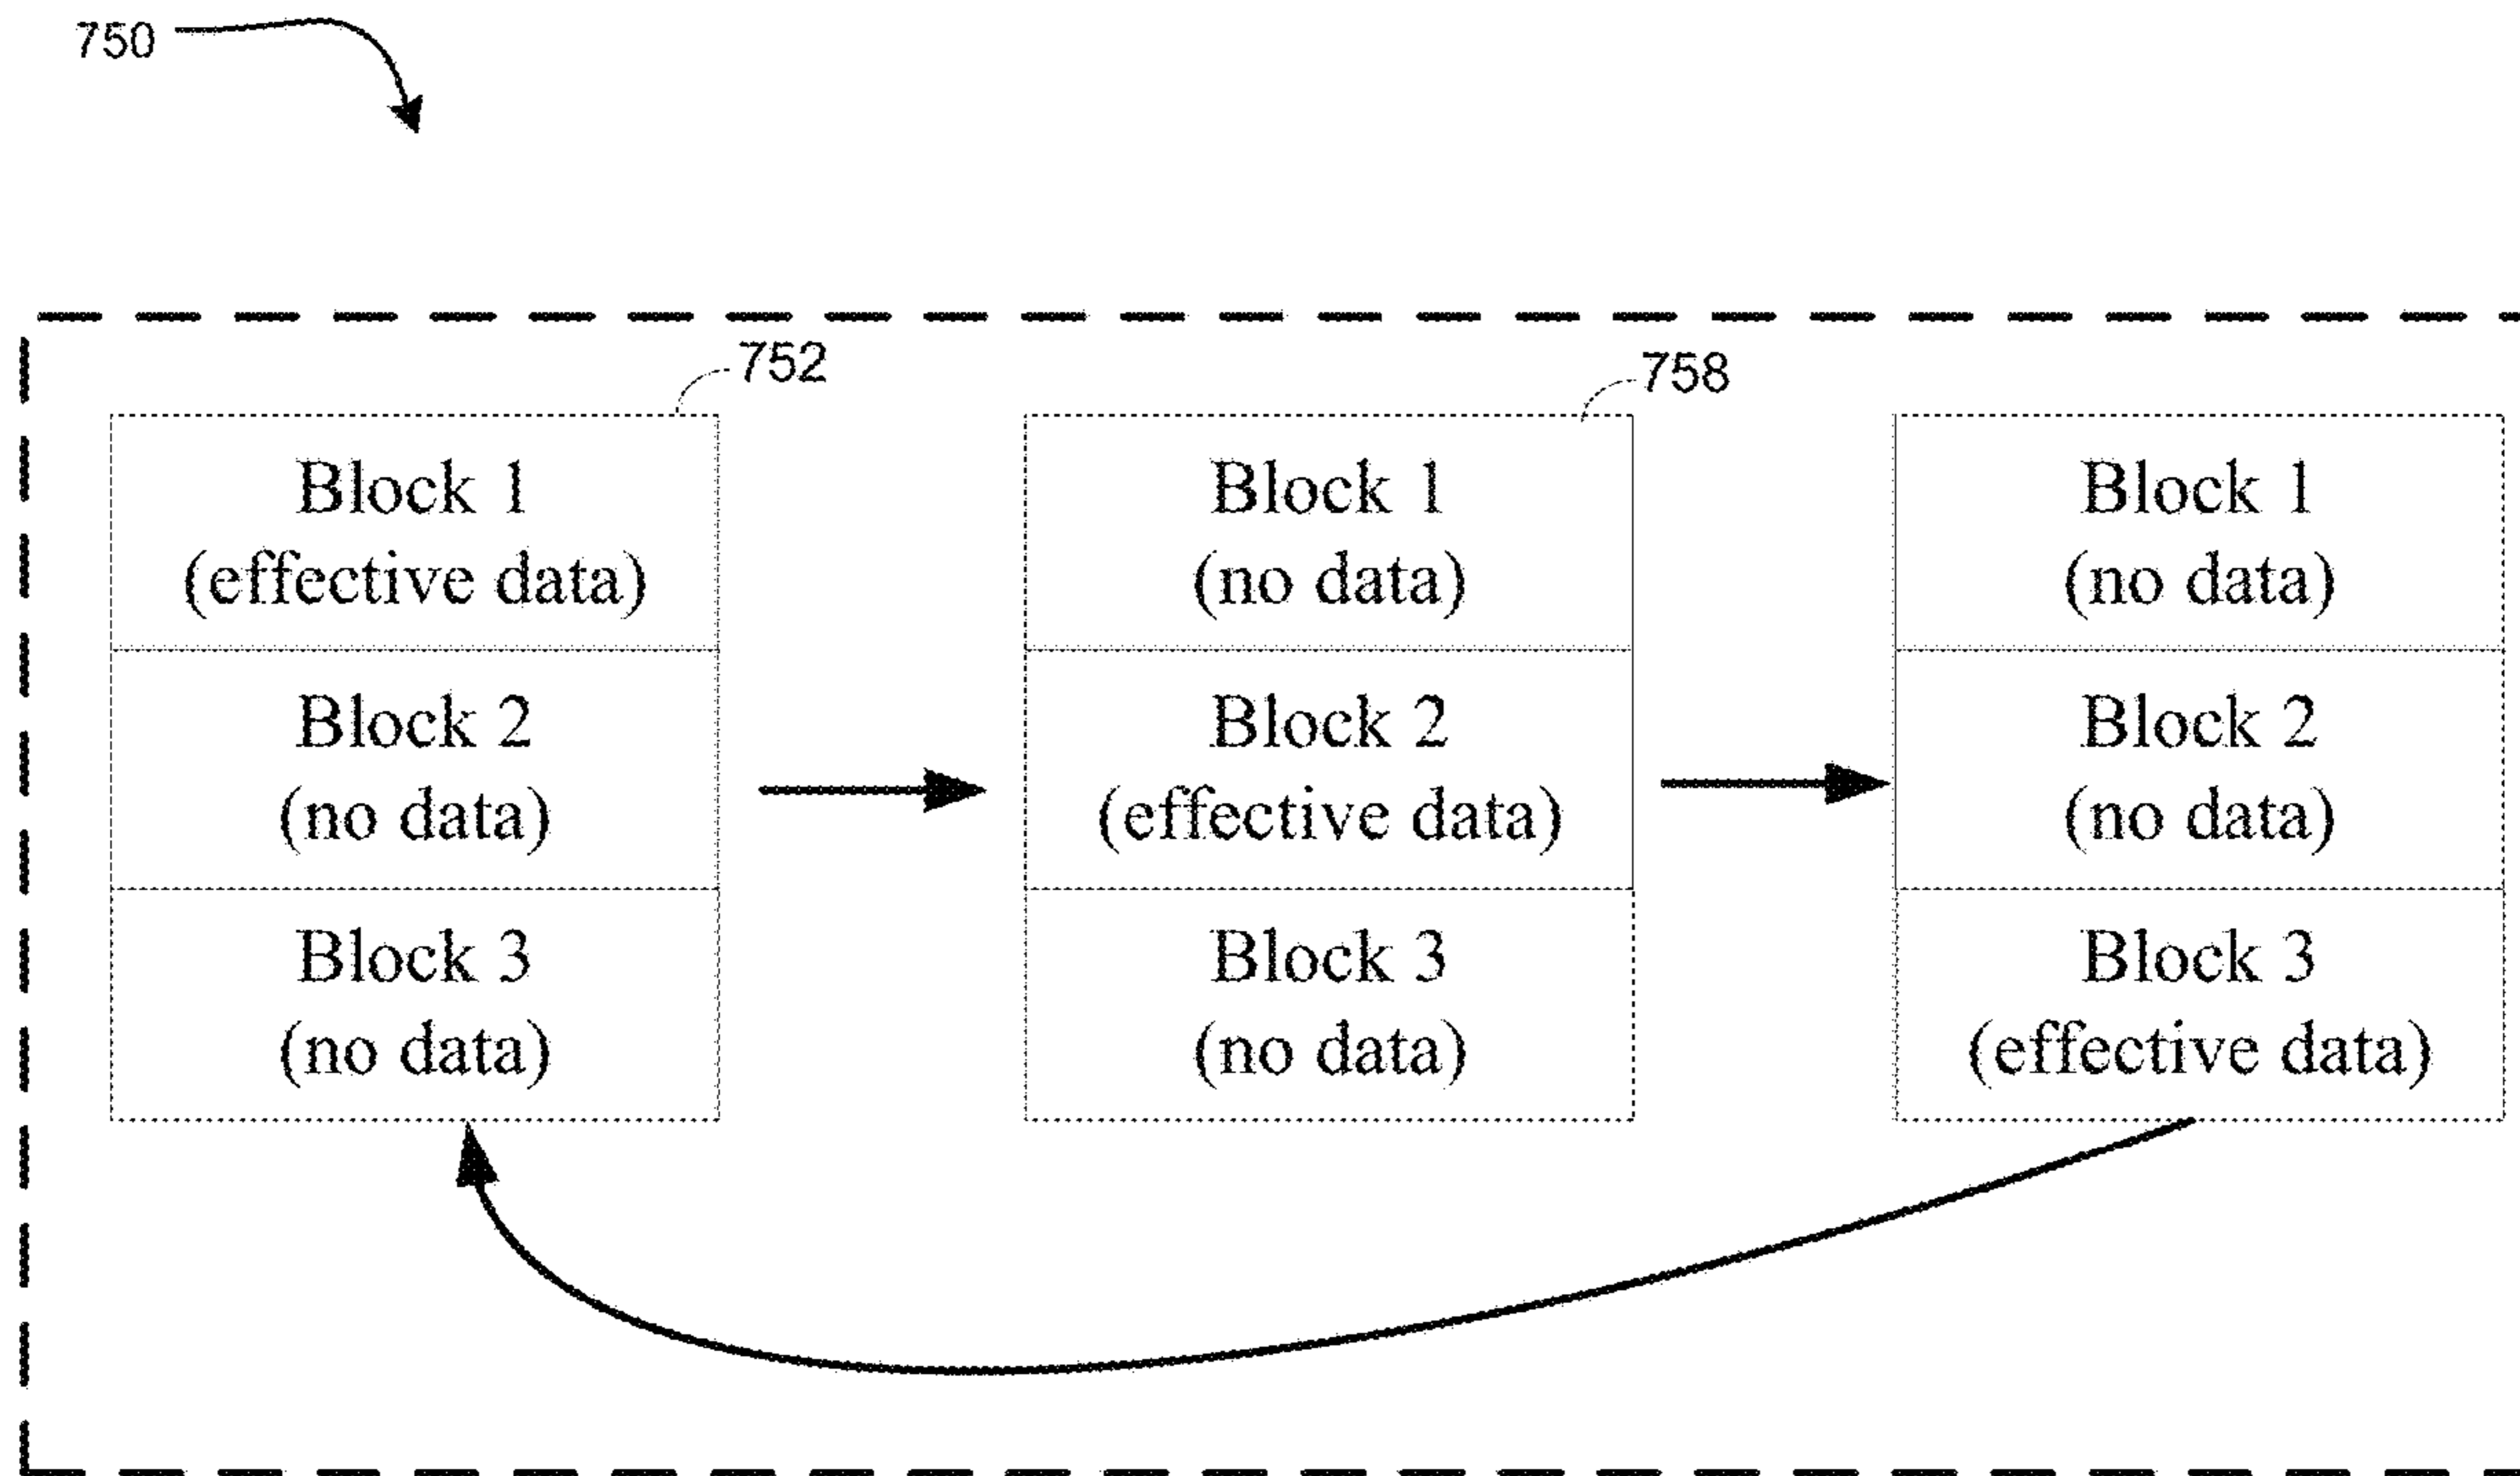 750
752
758
Block 1
(effective data)
Block 2
(no data)
Block 3
(no data)
Block 1
(no data)
Block 2
(effective data)
Block 3
(no data)
Block 1
(no data)
Block 2
(no data)
Block 3
(effective data)